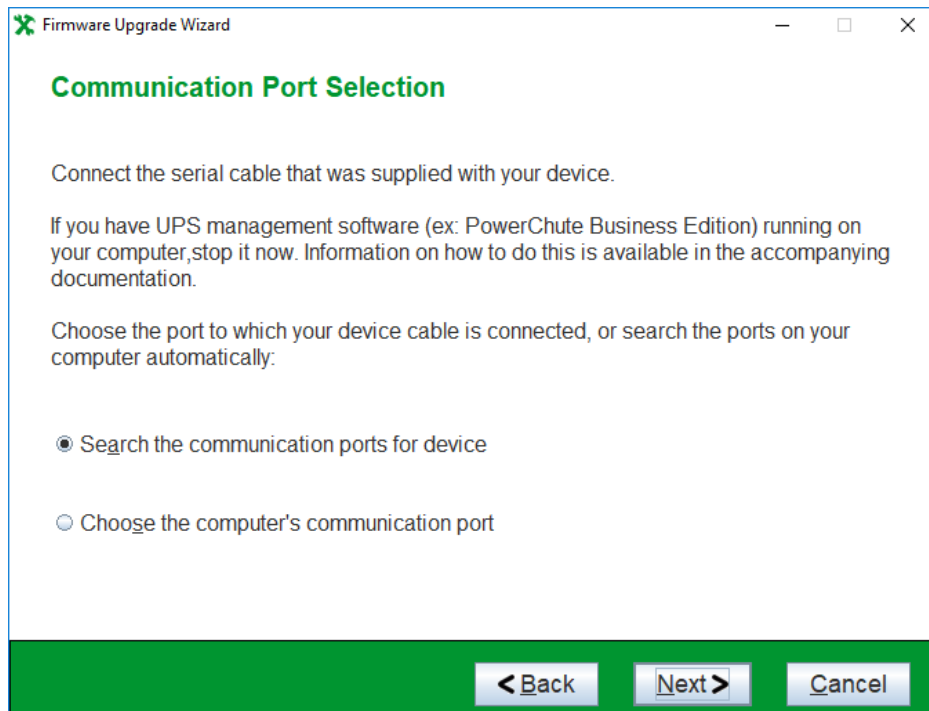 Firmware Upgrade Wizard
Communication Port Selection
Connect the serial cable that was supplied with your device.
If you have UPS management software (ex: PowerChute Business Edition) running on
your computer,stop it now. Information on how to do this is available in the accompanying
documentation.
Choose the port to which your device cable is connected, or search the ports on your
computer automatically:
Search the communication ports for device
Choose the computer's communication port
< Back Next > Cancel